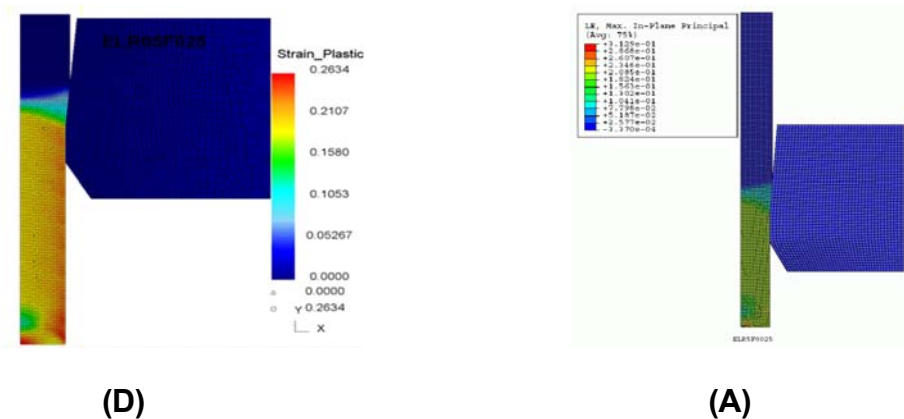 ELR05F025
Strain_Plastic
0.2634
0.2107
0.1580
0.1053
0.05267
0.0000
0.0000
0.2634
Y
X
LE, Max. In-Plane Principal
(Avg: 75%)
+3.129e-01
+2.868e-01
+2.607e-01
+2.346e-01
+2.085e-01
+1.824e-01
+1.563e-01
+1.302e-01
+1.041e-01
+7.798e-02
+5.187e-02
+2.577e-02
-3.370e-04
ELR5F0025
(D)
(A)